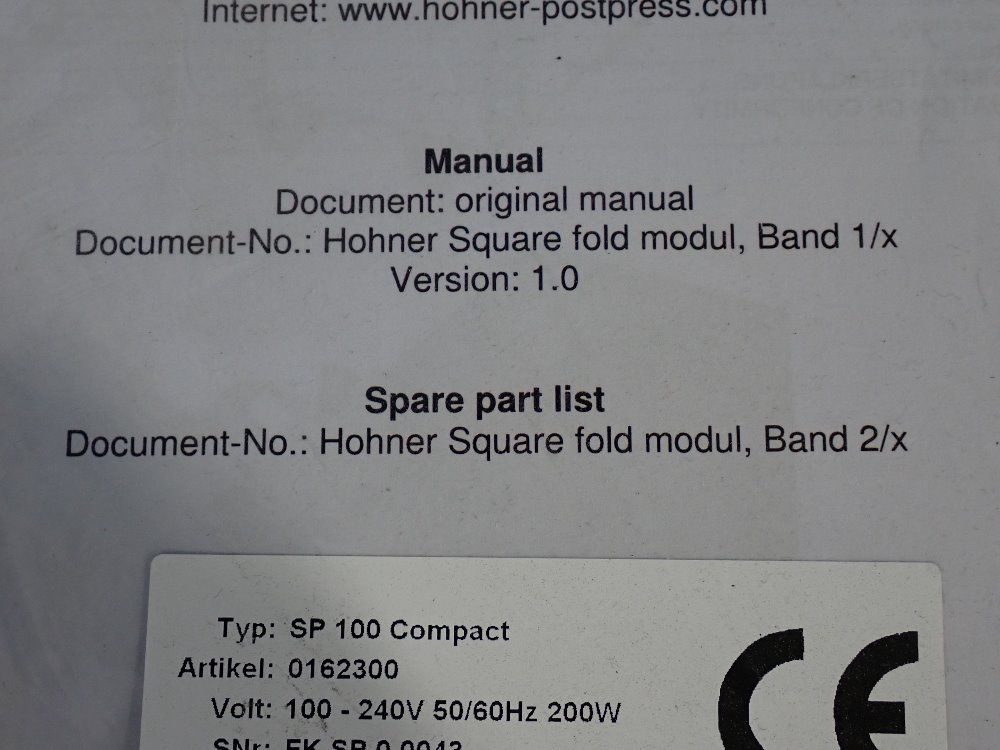 Internet: www.hohner-postpress.com
Manual
Document: original manual
Document-No.: Hohner Square fold modul, Band 1/x
Version: 1.0
Spare part list
Document-No.: Hohner Square fold modul, Band 2/x
Typ: SP 100 Compact
Artikel: 0162300
Volt: 100 - 240V 50/60Hz 200W
SNr:
CE